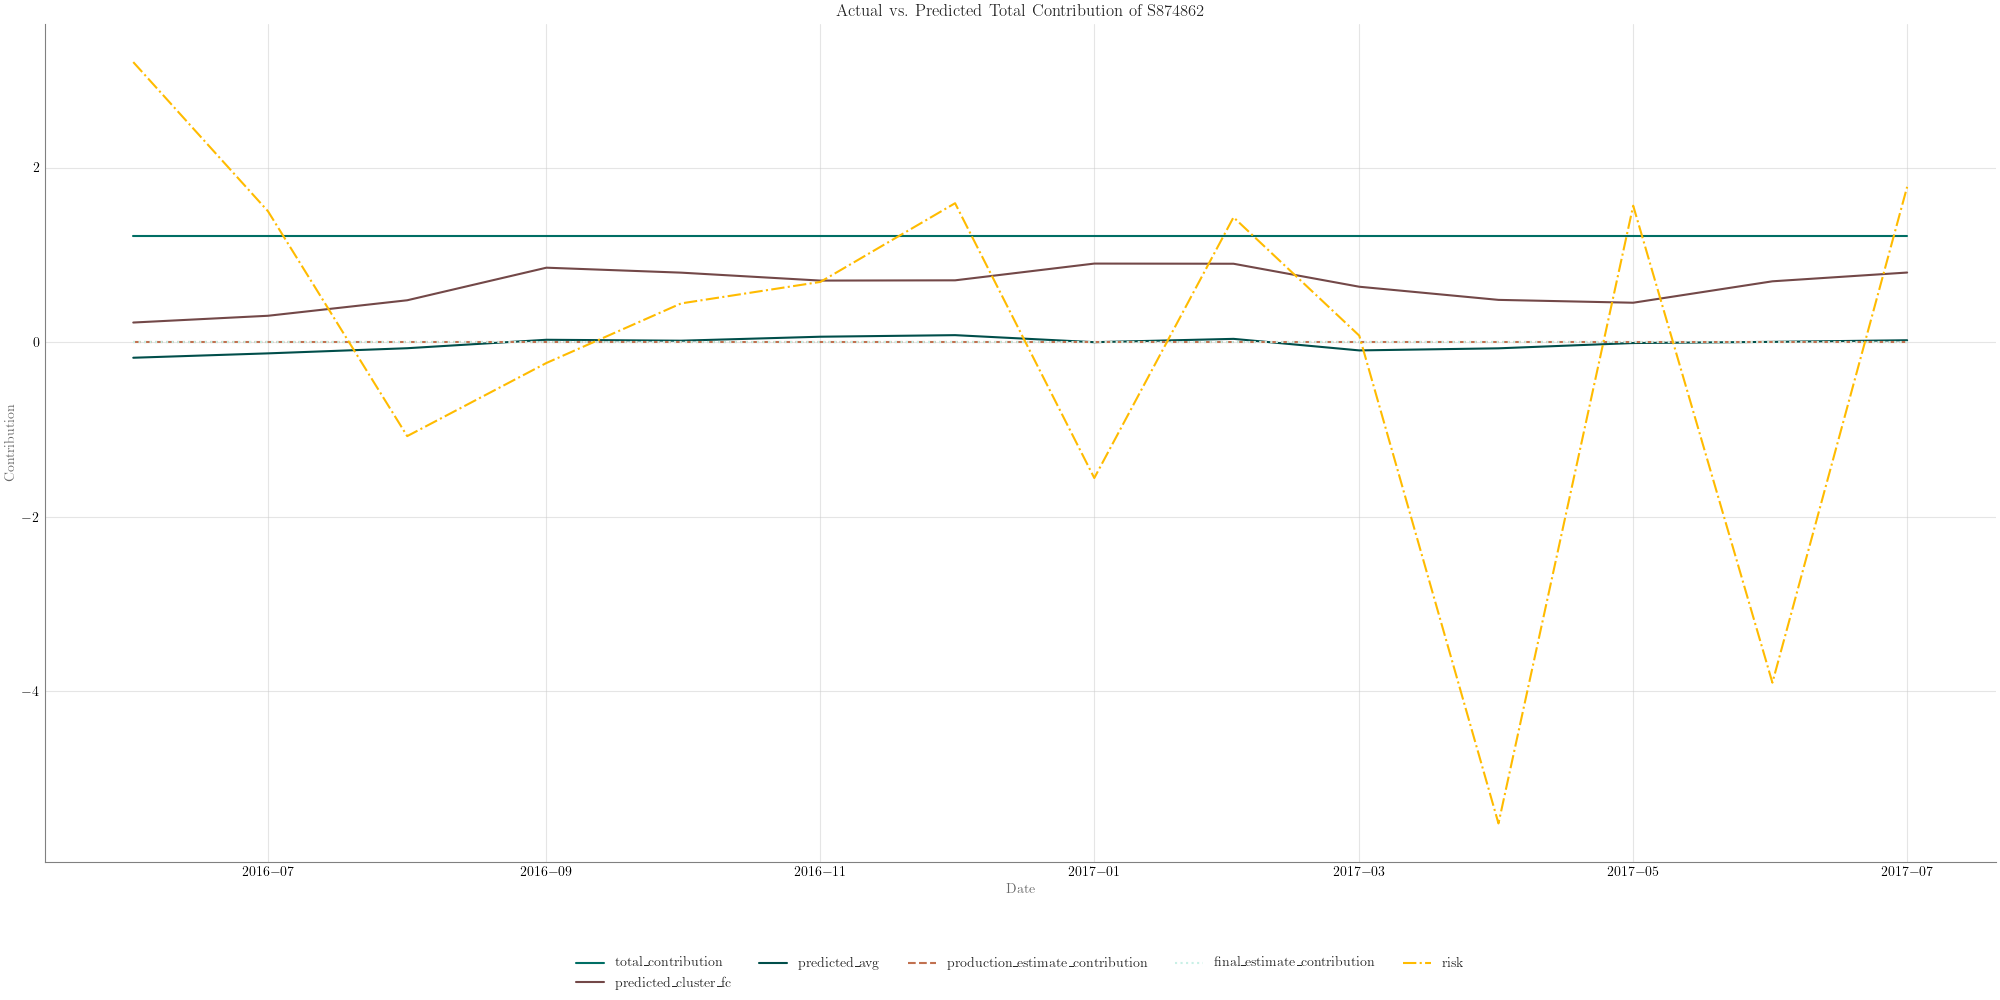 Actual vs. Predicted Total Contribution of S874862
Contribution
2
0
−2
−4
2016−07
2016−09
2016−11
2017−01
2017−03
2017−05
2017−07
Date
total_contribution
predicted_avg
production_estimate_contribution
final_estimate_contribution
risk
predicted_cluster_fc